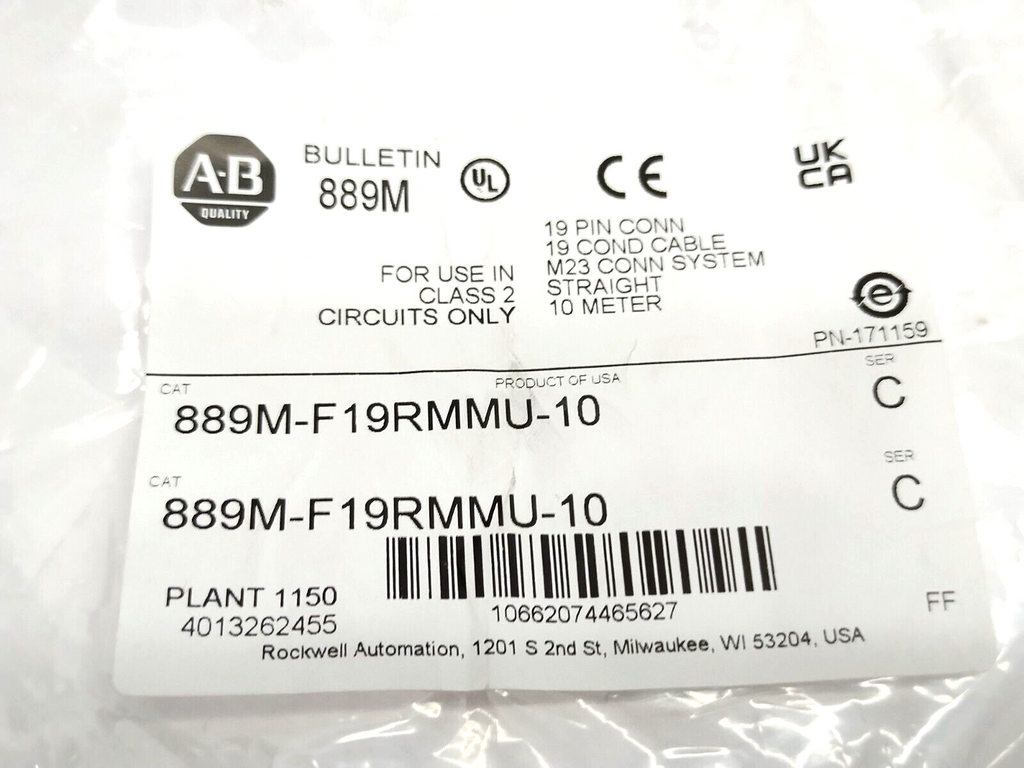 A-B
QUALITY
BULLETIN
889M
UL
CE
UK
CA
FOR USE IN
CLASS 2
CIRCUITS ONLY
19 PIN CONN
19 COND CABLE
M23 CONN SYSTEM
STRAIGHT
10 METER
e
PN-171159
CAT
PRODUCT OF USA
SER
889M-F19RMMU-10
C
CAT
SER
889M-F19RMMU-10
C
PLANT 1150
4013262455
10662074465627
FF
Rockwell Automation, 1201 S 2nd St, Milwaukee, WI 53204, USA